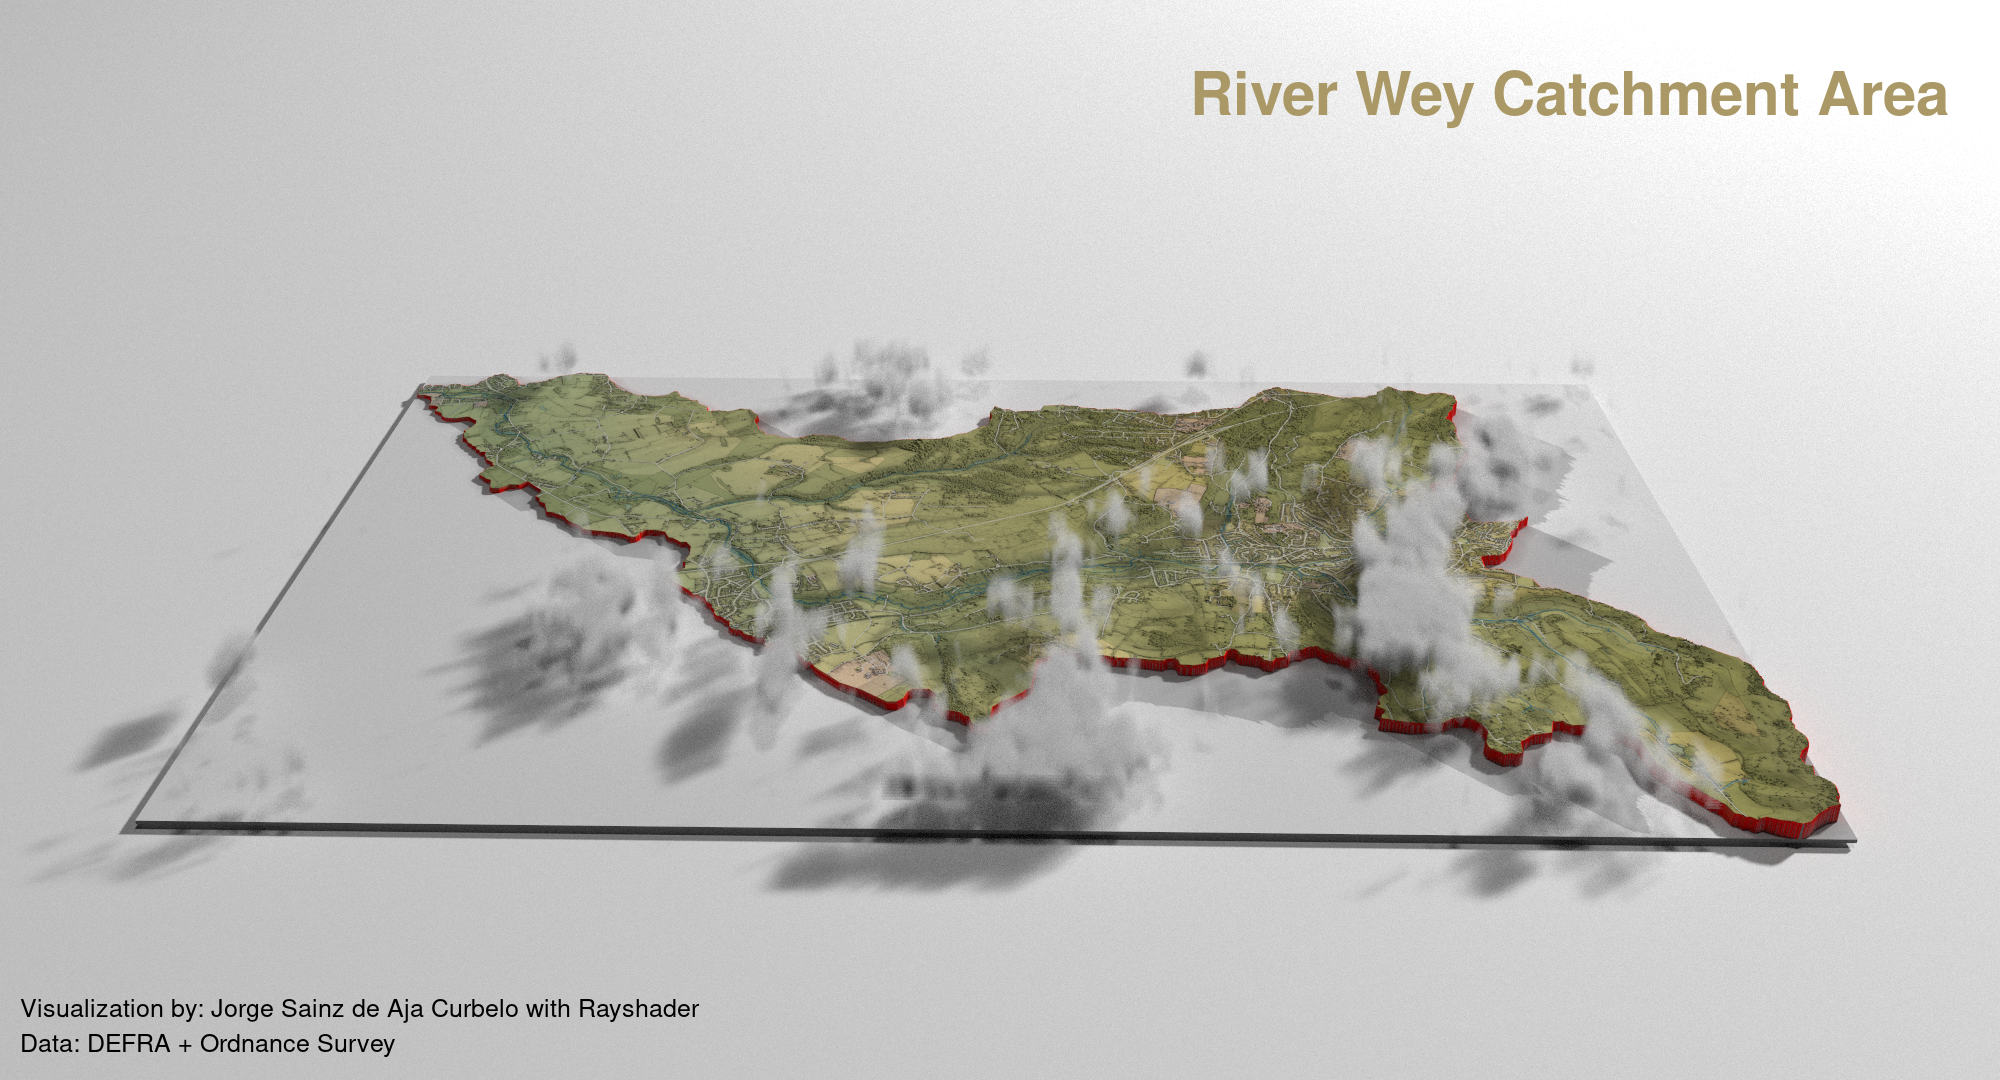 River Wey Catchment Area
Visualization by: Jorge Sainz de Aja Curbelo with Rayshader
Data: DEFRA + Ordnance Survey